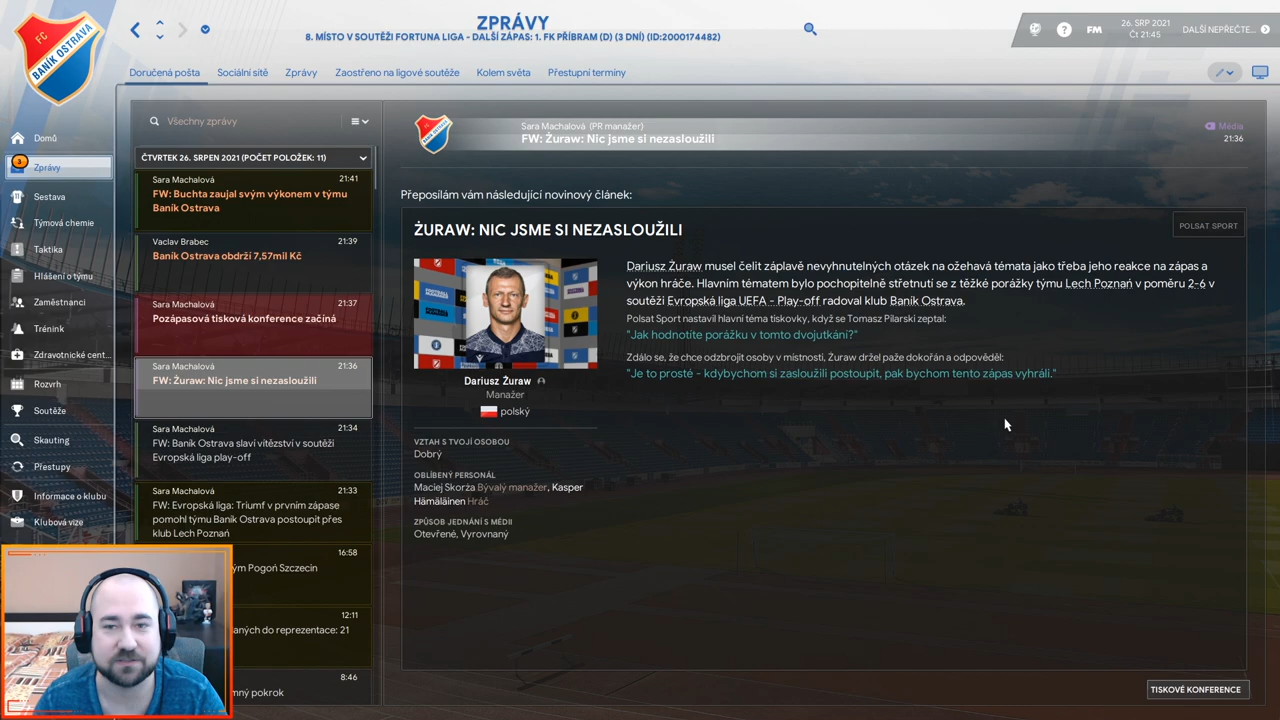 FC
BANÍK OSTRAVA
ZPRÁVY
8. MÍSTO V SOUTĚŽI FORTUNA LIGA - DALŠÍ ZÁPAS: 1. FK PŘÍBRAM (D) (3 DNÍ) (ID:2000174482)
?
FM
26. SRP 2021
Čt 21:45
DALŠÍ NEPŘEČTE...
Doručená pošta
Sociální sítě
Zprávy
Zaostřeno na ligové soutěže
Kolem světa
Přestupní termíny
Domů
3
Zprávy
Sestava
Týmová chemie
Taktika
Hlášení o týmu
Zaměstnanci
Trénink
Zdravotnické cent...
Rozvrh
Soutěže
Skauting
Přestupy
Informace o klubu
Klubová vize
Všechny zprávy
ČTVRTEK 26. SRPEN 2021 (POČET POLOŽEK: 11)
Sara Machalová 21:41
FW: Buchta zaujal svým výkonem v týmu
Baník Ostrava
Vaclav Brabec 21:39
Baník Ostrava obdrží 7,57mil Kč
Sara Machalová 21:37
Pozápasová tisková konference začíná
Sara Machalová 21:36
FW: Żuraw: Nic jsme si nezasloužili
Sara Machalová 21:34
FW: Baník Ostrava slaví vítězství v soutěži
Evropská liga play-off
Sara Machalová 21:33
FW: Evropská liga: Triumf v prvním zápase
pomohl týmu Baník Ostrava postoupit přes
klub Lech Poznań
16:58
ým Pogoń Szczecin
12:11
aných do reprezentace: 21
8:46
mný pokrok
Sara Machalová (PR manažer)
FW: Żuraw: Nic jsme si nezasloužili
Média
21:36
Přeposílám vám následující novinový článek:
ŻURAW: NIC JSME SI NEZASLOUŽILI
POLSAT SPORT
Dariusz Żuraw
Manažer
polský
VZTAH S TVOJÍ OSOBOU
Dobrý
OBLÍBENÝ PERSONÁL
Maciej Skorża Bývalý manažer, Kasper
Hämäläinen Hráč
ZPŮSOB JEDNÁNÍ S MÉDII
Otevřené, Vyrovnaný
Dariusz Żuraw musel čelit záplavě nevyhnutelných otázek na ožehavá témata jako třeba jeho reakce na zápas a
výkon hráče. Hlavním tématem bylo pochopitelně střetnutí se z těžké porážky týmu Lech Poznań v poměru 2-6 v
soutěži Evropská liga UEFA - Play-off radoval klub Baník Ostrava.
Polsat Sport nastavil hlavní téma tiskovky, když se Tomasz Pilarski zeptal:
"Jak hodnotíte porážku v tomto dvojutkání?"
Zdálo se, že chce odzbrojit osoby v místnosti, Żuraw držel paže dokořán a odpověděl:
"Je to prosté - kdybychom si zasloužili postoupit, pak bychom tento zápas vyhráli."
TISKOVÉ KONFERENCE